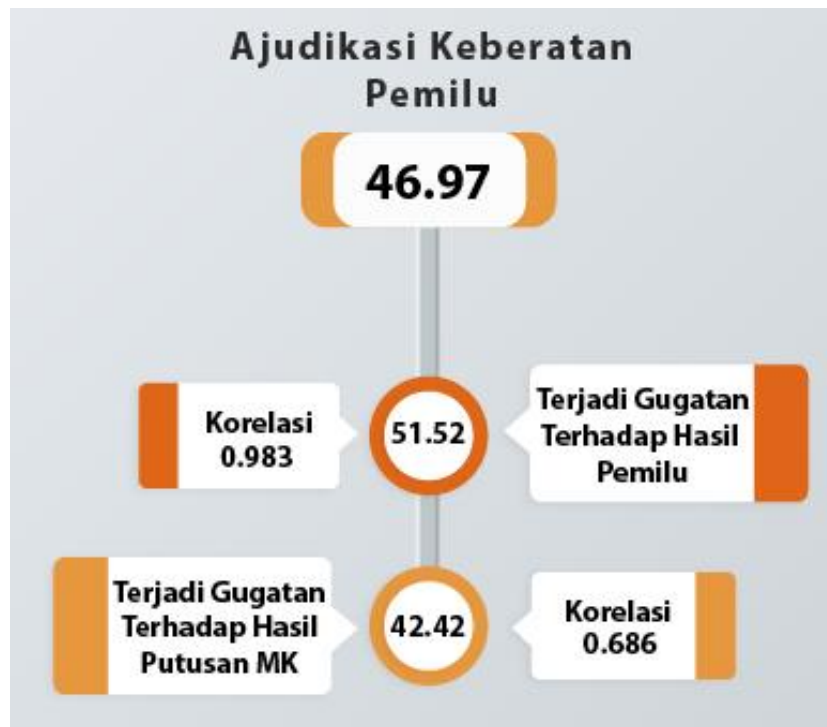 Ajudikasi Keberatan
Pemilu
46.97
Korelasi
0.983
51.52
Terjadi Gugatan
Terhadap Hasil
Pemilu
Terjadi Gugatan
Terhadap Hasil
Putusan MK
42.42
Korelasi
0.686